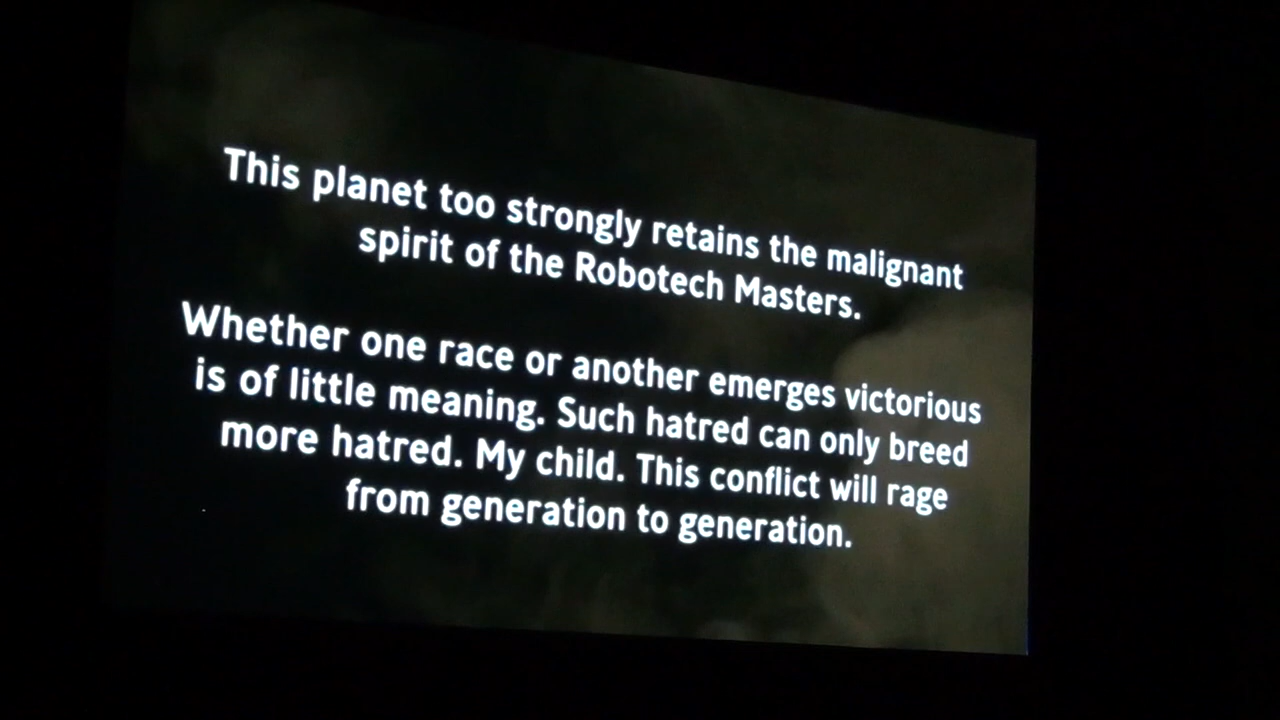 This planet too strongly retains the malignant
spirit of the Robotech Masters.
Whether one race or another emerges victorious
is of little meaning. Such hatred can only breed
more hatred. My child. This conflict will rage
from generation to generation.